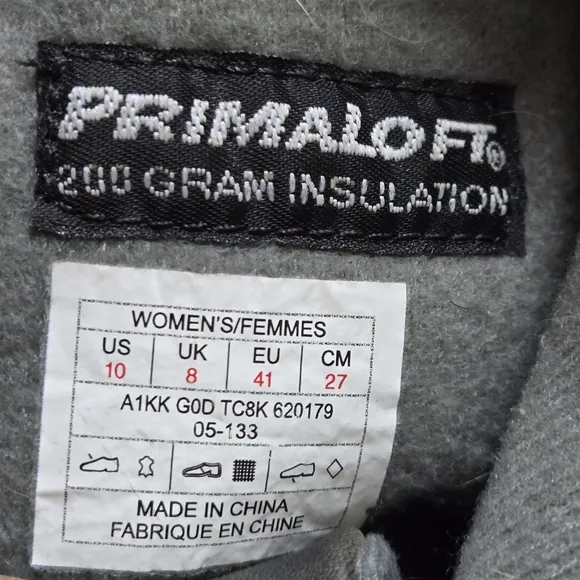 PRIMALOFT®
200 GRAM INSULATION
WOMEN'S/FEMMES
US UK EU CM
10 8 41 27
A1KK G0D TC8K 620179
05-133
MADE IN CHINA
FABRIQUE EN CHINE